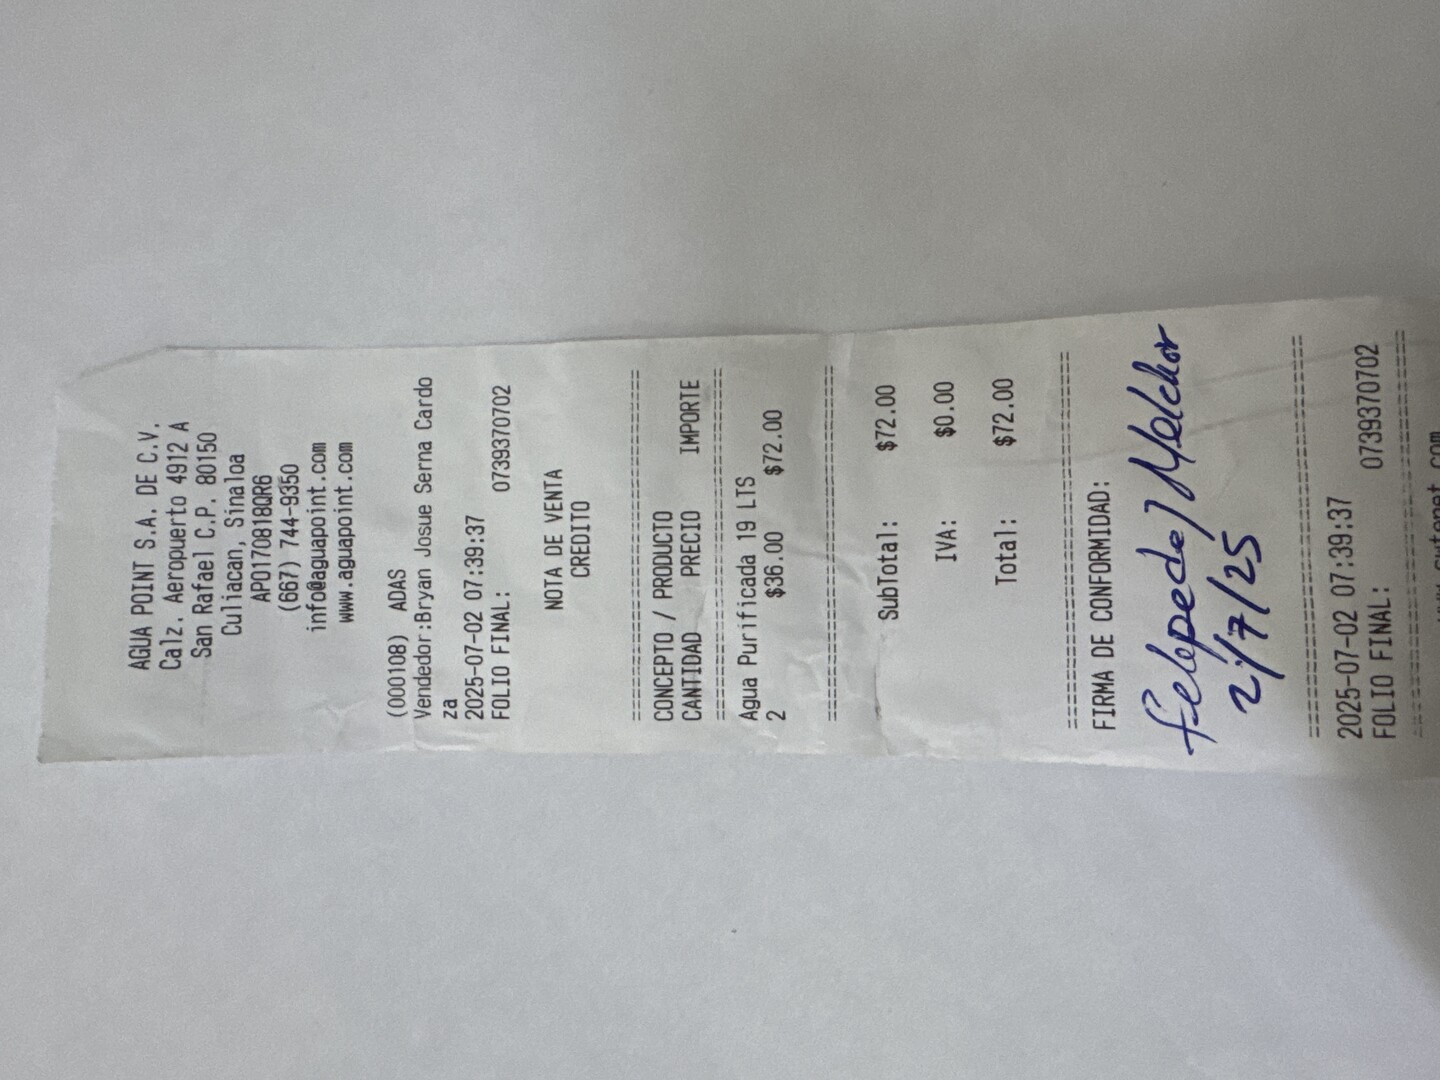 AGUA POINT S.A. DE C.V.
Calz. Aeropuerto 4912 A
San Rafael C.P. 80150
Culiacan, Sinaloa
APO170818QR6
(667) 744-9350
info@aguapoint.com
www.aguapoint.com
(000108) ADAS
Vendedor:Bryan Josue Serna Cardo
za
2025-07-02 07:39:37
FOLIO FINAL: 0739370702
NOTA DE VENTA
CREDITO
================================
CONCEPTO / PRODUCTO
CANTIDAD PRECIO IMPORTE
================================
Agua Purificada 19 LTS
2 $36.00 $72.00
================================
SubTotal: $72.00
IVA: $0.00
Total: $72.00
================================
FIRMA DE CONFORMIDAD:
Felepede/Melchor
2/7/25
================================
2025-07-02 07:39:37
FOLIO FINAL: 0739370702
================================